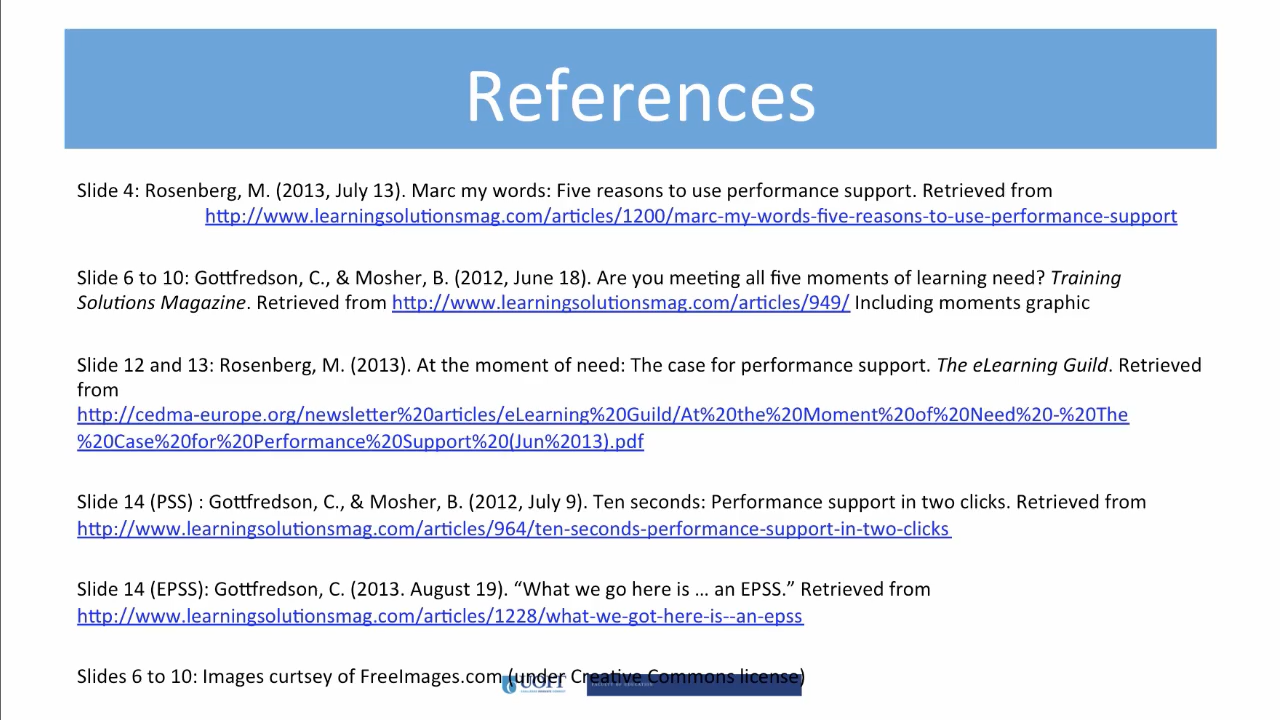 References
Slide 4: Rosenberg, M. (2013, July 13). Marc my words: Five reasons to use performance support. Retrieved from
http://www.learningsolutionsmag.com/articles/1200/marc-my-words-five-reasons-to-use-performance-support
Slide 6 to 10: Gottfredson, C., & Mosher, B. (2012, June 18). Are you meeting all five moments of learning need? Training
Solutions Magazine. Retrieved from http://www.learningsolutionsmag.com/articles/949/ Including moments graphic
Slide 12 and 13: Rosenberg, M. (2013). At the moment of need: The case for performance support. The eLearning Guild. Retrieved
from
http://cedma-europe.org/newsletter%20articles/eLearning%20Guild/At%20the%20Moment%20of%20Need%20-%20The
%20Case%20for%20Performance%20Support%20(Jun%2013).pdf
Slide 14 (PSS) : Gottfredson, C., & Mosher, B. (2012, July 9). Ten seconds: Performance support in two clicks. Retrieved from
http://www.learningsolutionsmag.com/articles/964/ten-seconds-performance-support-in-two-clicks
Slide 14 (EPSS): Gottfredson, C. (2013. August 19). “What we go here is … an EPSS.” Retrieved from
http://www.learningsolutionsmag.com/articles/1228/what-we-got-here-is--an-epss
Slides 6 to 10: Images curtsey of FreeImages.com (under Creative Commons license)
UOIT